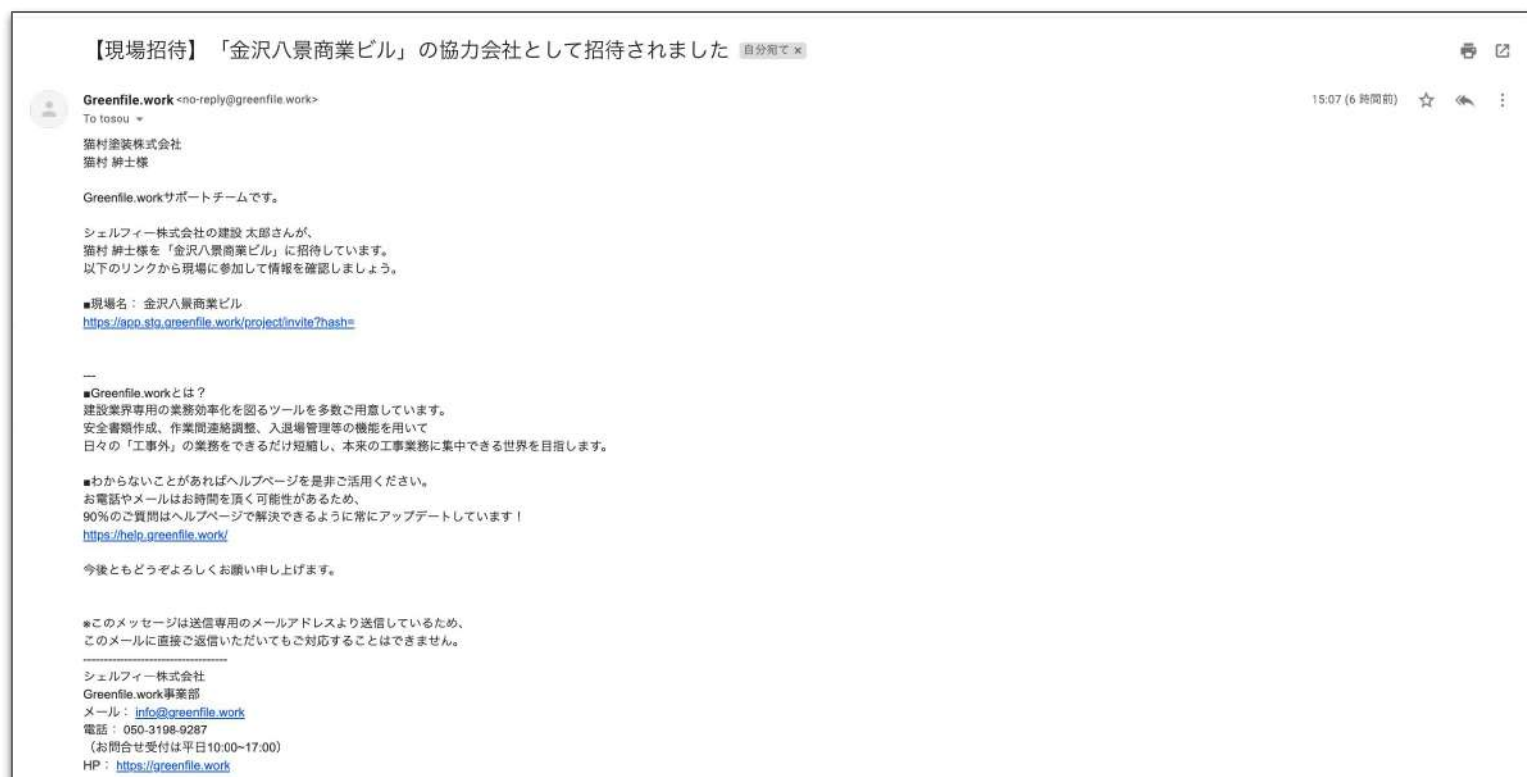 【現場招待】「金沢八景商業ビル」の協力会社として招待されました 自分宛て ×
Greenfile.work <no-reply@greenfile.work>
15:07 (6 時間前)
To tosou
猫村塗装株式会社
猫村 紳士様
Greenfile.workサポートチームです。
シェルフィー株式会社の建設 太郎さんが、
猫村 紳士様を「金沢八景商業ビル」に招待しています。
以下のリンクから現場に参加して情報を確認しましょう。
■現場名： 金沢八景商業ビル
https://app.stg.greenfile.work/project/invite?hash=
---
■Greenfile.workとは？
建設業界専用の業務効率化を図るツールを多数ご用意しています。
安全書類作成、作業間連絡調整、入退場管理等の機能を用いて
日々の「工事外」の業務をできるだけ短縮し、本来の工事業務に集中できる世界を目指します。
■わからないことがあればヘルプページを是非ご活用ください。
お電話やメールはお時間を頂く可能性があるため、
90%のご質問はヘルプページで解決できるように常にアップデートしています！
https://help.greenfile.work/
今後ともどうぞよろしくお願い申し上げます。
※このメッセージは送信専用のメールアドレスより送信しているため、
このメールに直接ご返信いただいてもご対応することはできません。
-----------------------------------
シェルフィー株式会社
Greenfile.work事業部
メール： info@greenfile.work
電話： 050-3198-9287
（お問合せ受付は平日10:00~17:00）
HP： https://greenfile.work